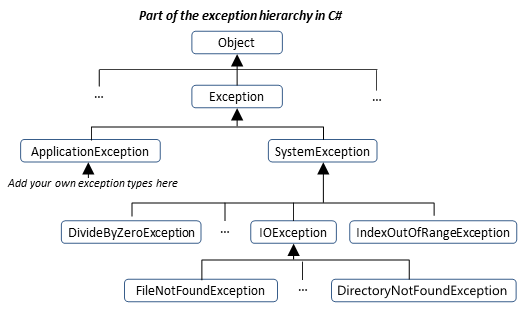 Part of the exception hierarchy in C#
Object
...
Exception
...
ApplicationException
SystemException
Add your own exception types here
DivideByZeroException
...
IOException
IndexOutOfRangeException
FileNotFoundException
...
DirectoryNotFoundException